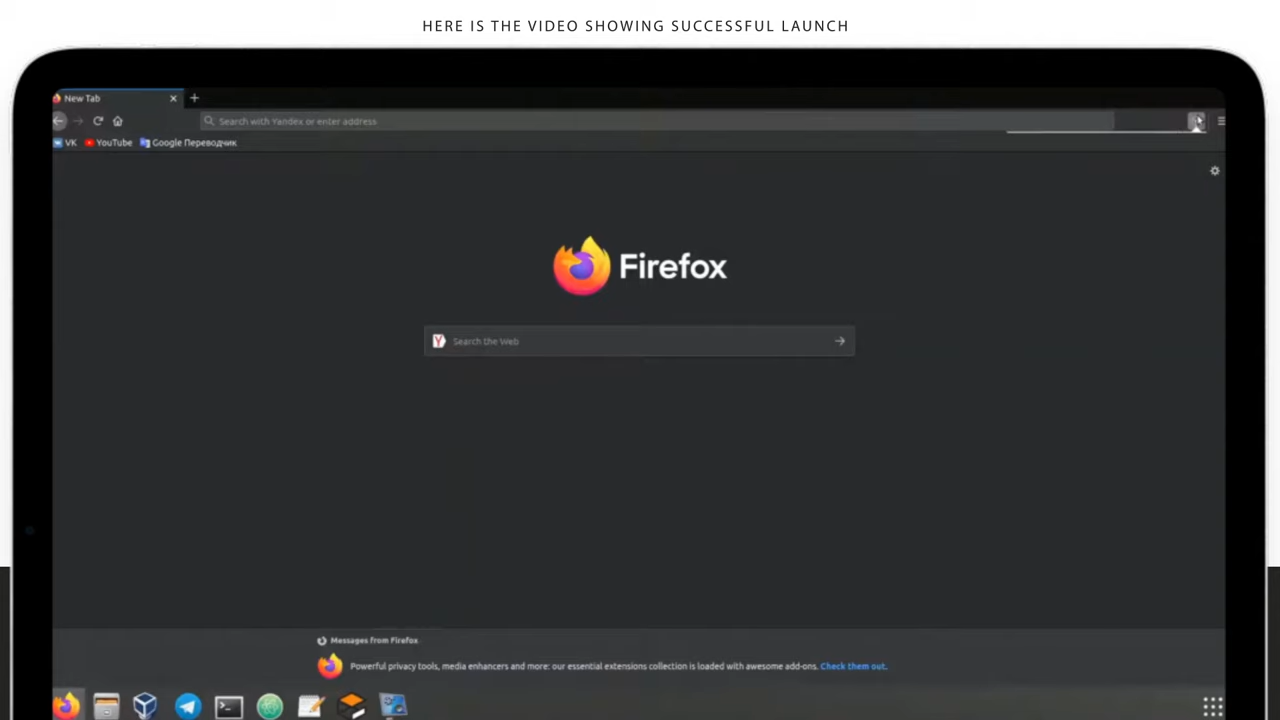 HERE IS THE VIDEO SHOWING SUCCESSFUL LAUNCH
New Tab
Search with Yandex or enter address
VK YouTube Google Переводчик
Firefox
Y Search the Web
Messages from Firefox
Powerful privacy tools, media enhancers and more: our essential extensions collection is loaded with awesome add-ons. Check them out.